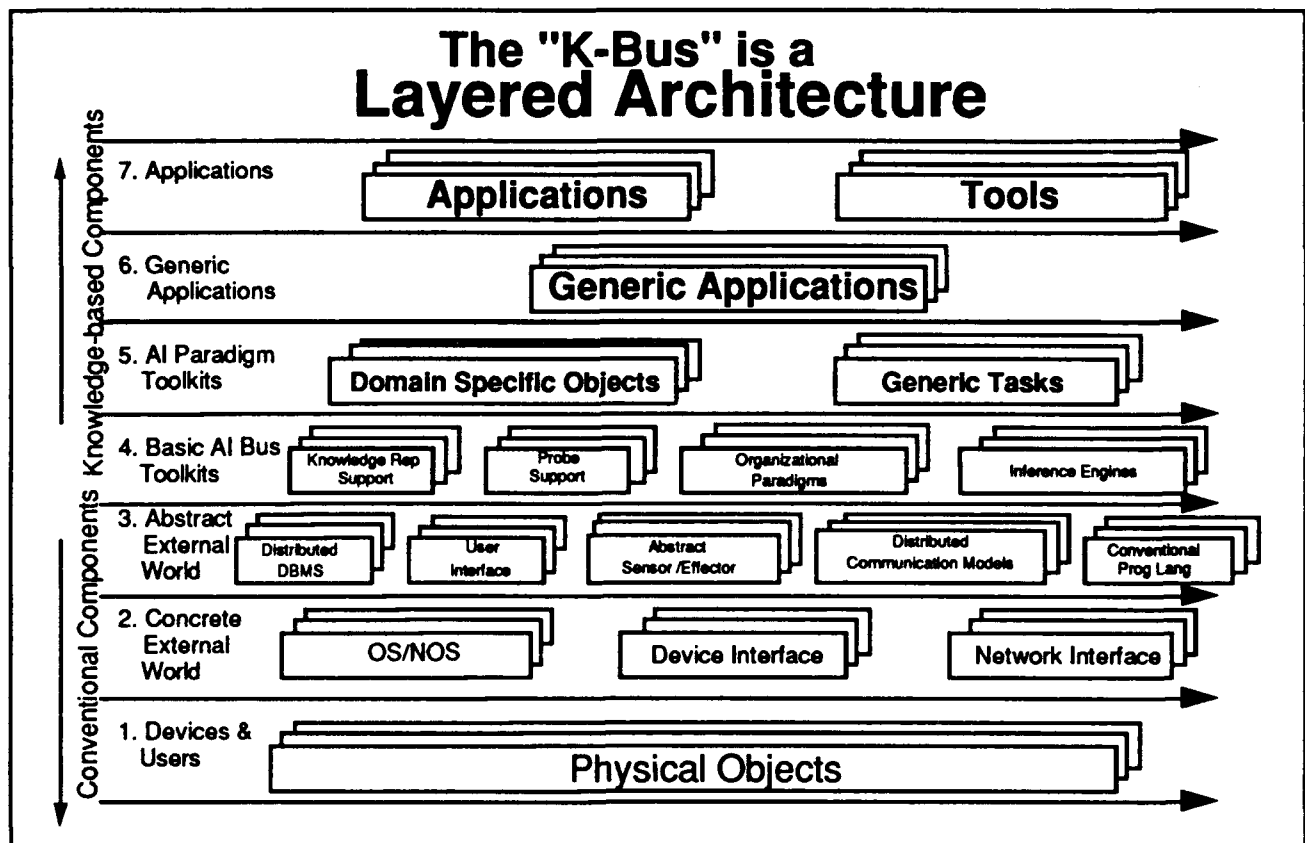 The "K-Bus" is a
Layered Architecture
Knowledge-based Components
Conventional Components
7. Applications
Applications
Tools
6. Generic
Applications
Generic Applications
5. AI Paradigm
Toolkits
Domain Specific Objects
Generic Tasks
4. Basic AI Bus
Toolkits
Knowledge Rep
Support
Probe
Support
Organizational
Paradigms
Inference Engines
3. Abstract
External
World
Distributed
DBMS
User
Interface
Abstract
Sensor /Effector
Distributed
Communication Models
Conventional
Prog Lang
2. Concrete
External
World
OS/NOS
Device Interface
Network Interface
1. Devices &
Users
Physical Objects